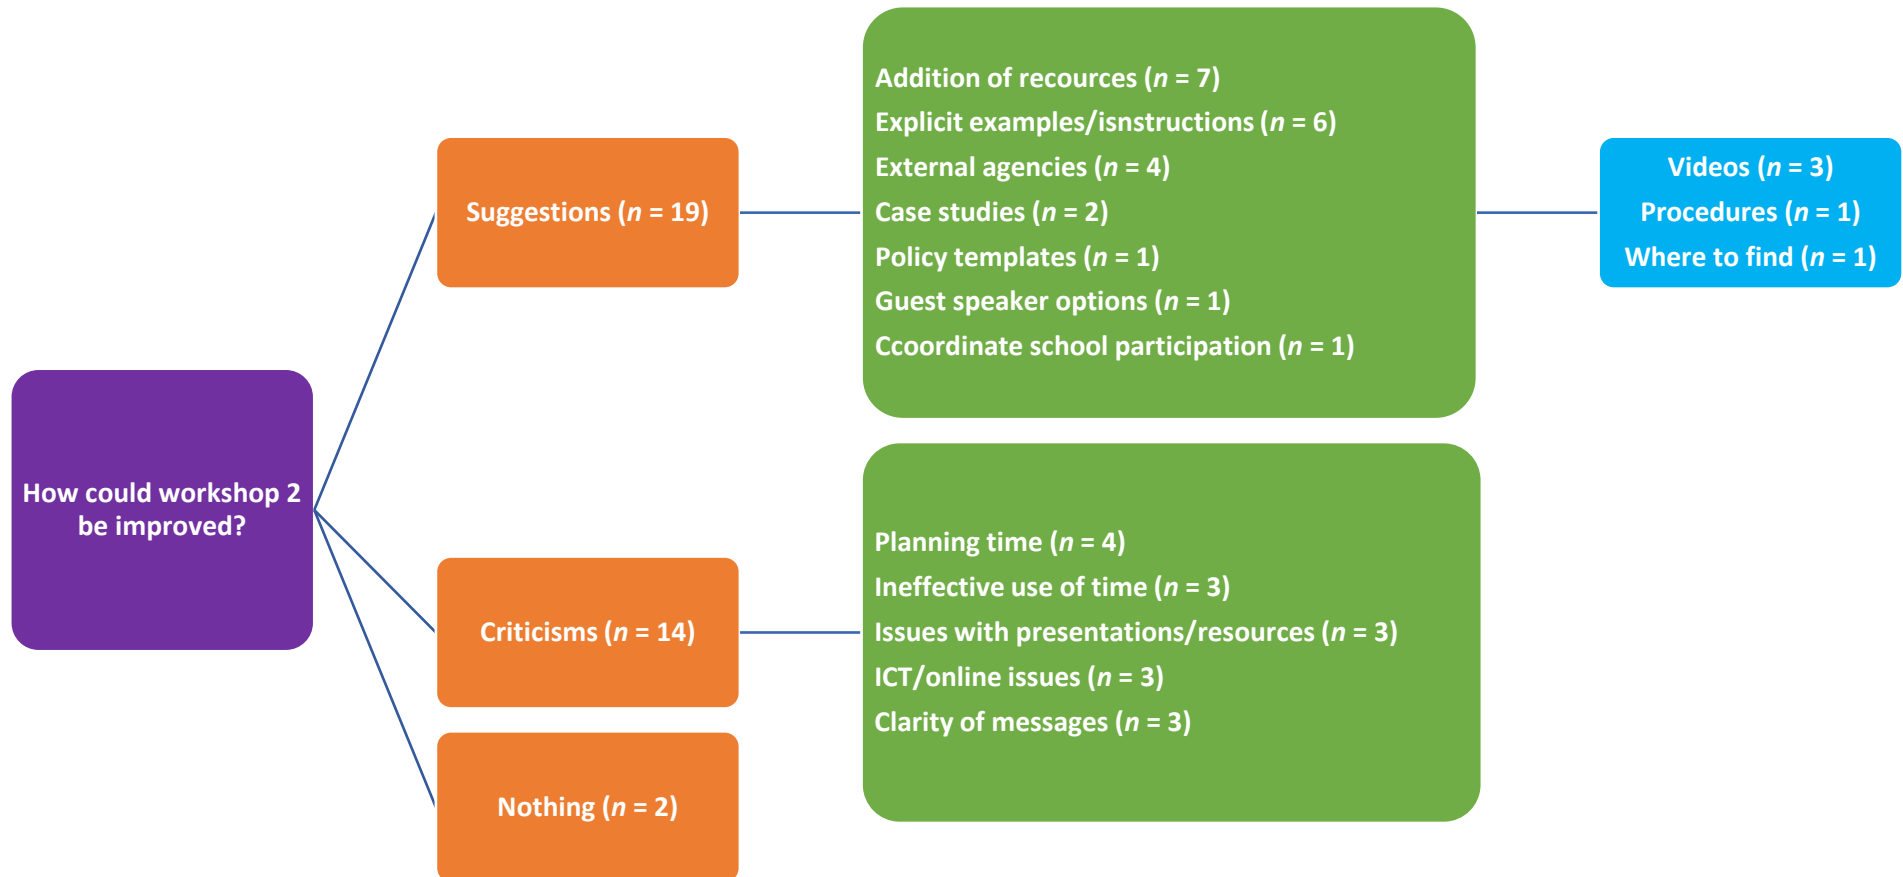 How could workshop 2
be improved?
Suggestions (n = 19)
Criticisms (n = 14)
Nothing (n = 2)
Addition of recources (n = 7)
Explicit examples/isnstructions (n = 6)
External agencies (n = 4)
Case studies (n = 2)
Policy templates (n = 1)
Guest speaker options (n = 1)
Ccoordinate school participation (n = 1)
Planning time (n = 4)
Ineffective use of time (n = 3)
Issues with presentations/resources (n = 3)
ICT/online issues (n = 3)
Clarity of messages (n = 3)
Videos (n = 3)
Procedures (n = 1)
Where to find (n = 1)